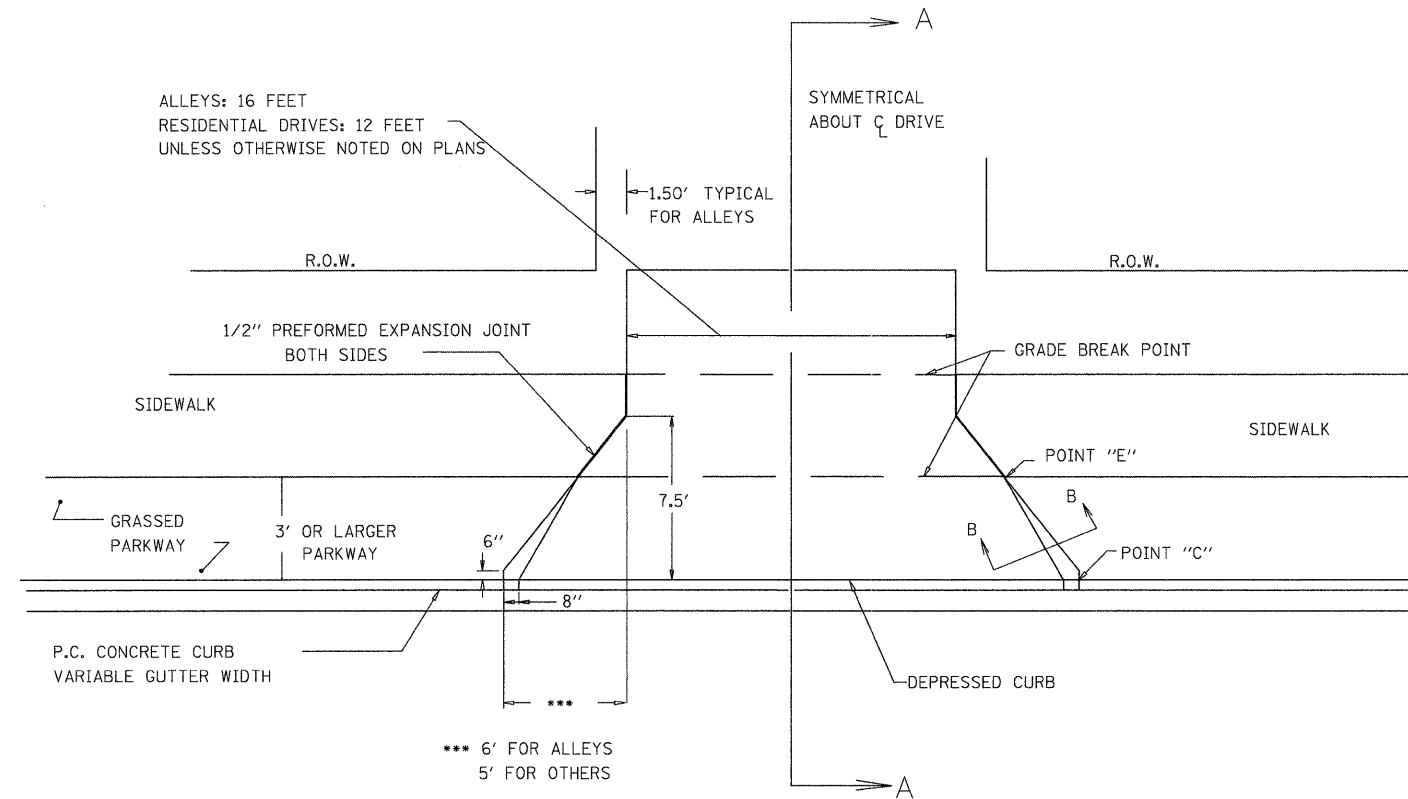 A
ALLEYS: 16 FEET
RESIDENTIAL DRIVES: 12 FEET
UNLESS OTHERWISE NOTED ON PLANS
SYMMETRICAL
ABOUT ℄ DRIVE
1.50' TYPICAL
FOR ALLEYS
R.O.W.
R.O.W.
1/2" PREFORMED EXPANSION JOINT
BOTH SIDES
GRADE BREAK POINT
SIDEWALK
SIDEWALK
POINT "E"
7.5'
B
B
GRASSED
PARKWAY
3' OR LARGER
PARKWAY
6"
POINT "C"
8"
P.C. CONCRETE CURB
VARIABLE GUTTER WIDTH
DEPRESSED CURB
***
*** 6' FOR ALLEYS
5' FOR OTHERS
A